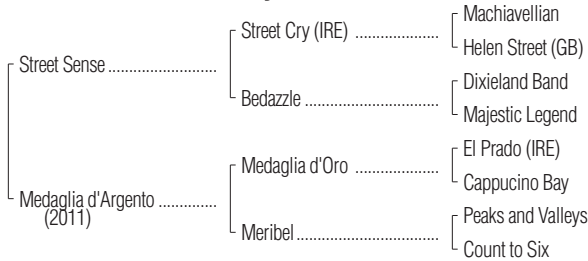 Machiavellian
Street Cry (IRE) ..................
Helen Street (GB)
Street Sense .......................
Dixieland Band
Bedazzle .............................
Majestic Legend
El Prado (IRE)
Medaglia d'Oro ..................
Cappucino Bay
Medaglia d'Argento ............
(2011)
Peaks and Valleys
Meribel................................
Count to Six